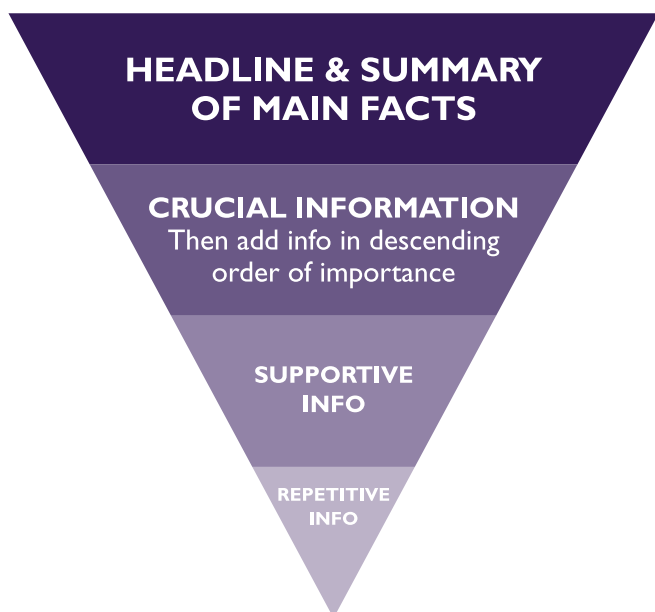 HEADLINE & SUMMARY
OF MAIN FACTS
CRUCIAL INFORMATION
Then add info in descending
order of importance
SUPPORTIVE
INFO
REPETITIVE
INFO